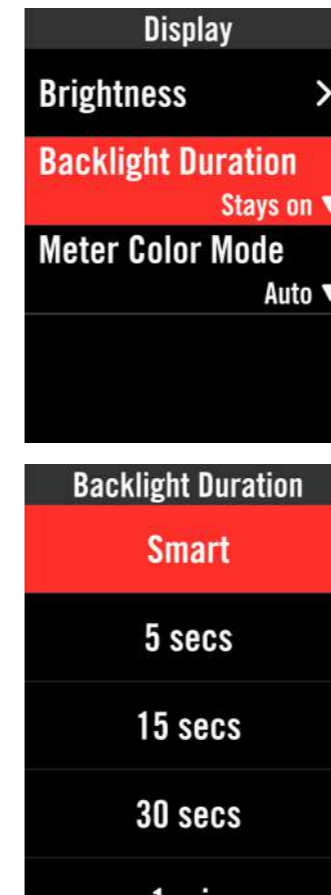 Display
Brightness
Backlight Duration
Stays on
Meter Color Mode
Auto
Backlight Duration
Smart
5 secs
15 secs
30 secs